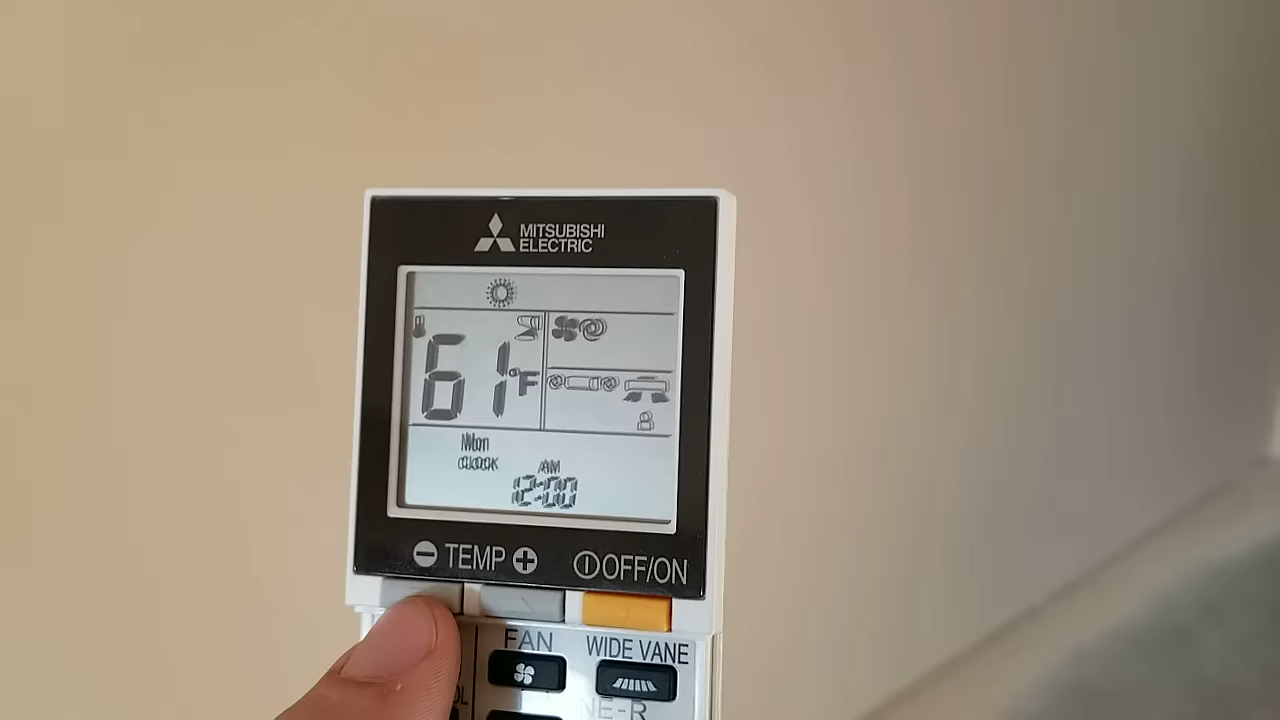 MITSUBISHI
ELECTRIC
61°F
Mon
CLOCK
AM
12:00
TEMP
OFF/ON
FAN
WIDE VANE